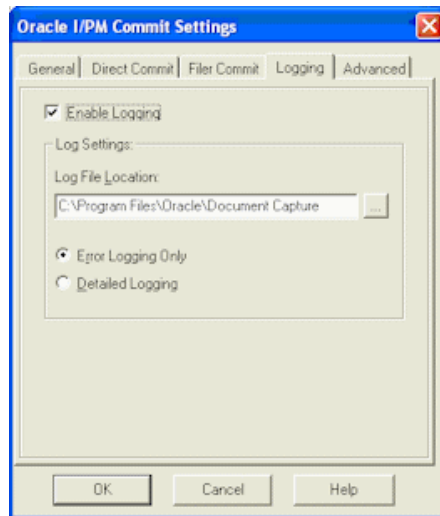 Oracle I/PM Commit Settings
General Direct Commit Filer Commit Logging Advanced
Enable Logging
Log Settings:
Log File Location:
C:\Program Files\Oracle\Document Capture ...
Error Logging Only
Detailed Logging
OK Cancel Help